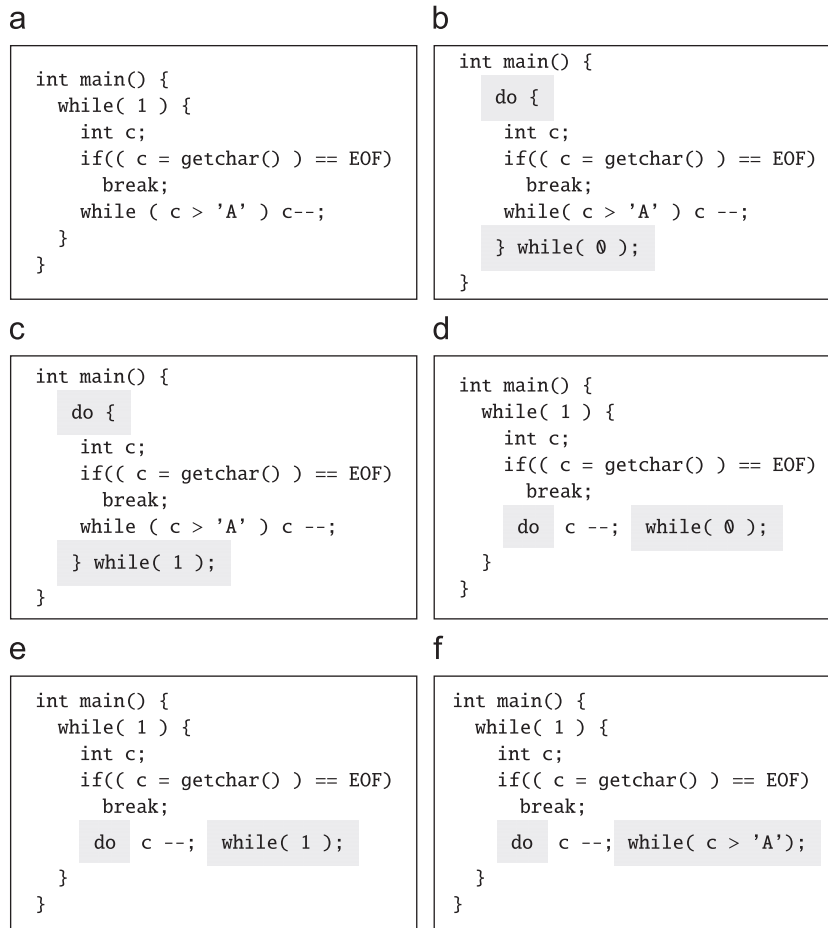 a
int main() {
while( 1 ) {
int c;
if(( c = getchar() ) == EOF)
break;
while ( c > 'A' ) c--;
}
}
b
int main() {
do {
int c;
if(( c = getchar() ) == EOF)
break;
while( c > 'A' ) c --;
} while( 0 );
}
c
int main() {
do {
int c;
if(( c = getchar() ) == EOF)
break;
while ( c > 'A' ) c --;
} while( 1 );
}
d
int main() {
while( 1 ) {
int c;
if(( c = getchar() ) == EOF)
break;
do c --; while( 0 );
}
}
e
int main() {
while( 1 ) {
int c;
if(( c = getchar() ) == EOF)
break;
do c --; while( 1 );
}
}
f
int main() {
while( 1 ) {
int c;
if(( c = getchar() ) == EOF)
break;
do c --; while( c > 'A');
}
}